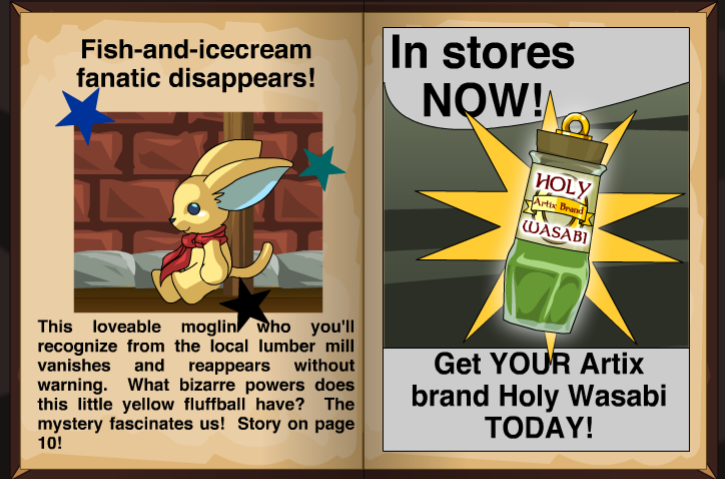 Fish-and-icecream
fanatic disappears!
This loveable moglin who you'll
recognize from the local lumber mill
vanishes and reappears without
warning. What bizarre powers does
this little yellow fluffball have? The
mystery fascinates us! Story on page
10!
In stores
NOW!
HOLY
Artix Brand
WASABI
Get YOUR Artix
brand Holy Wasabi
TODAY!